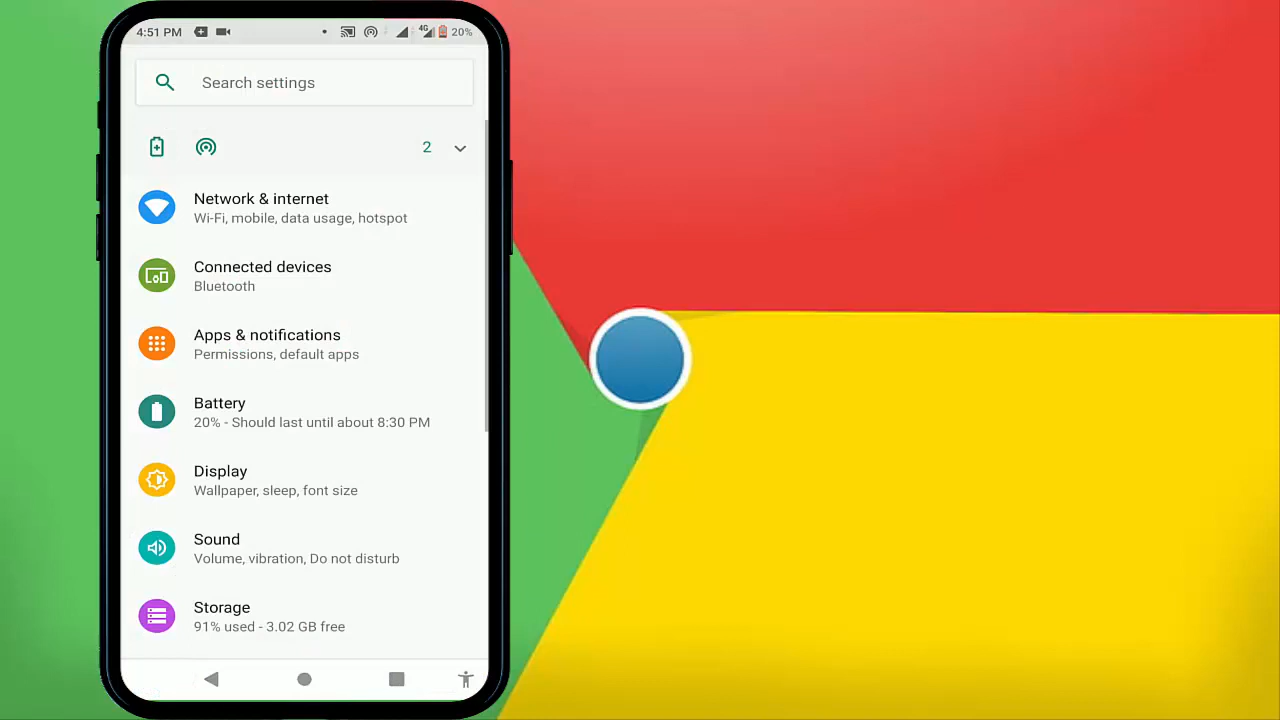 4:51 PM 4G 20%
Search settings
2
Network & internet
Wi-Fi, mobile, data usage, hotspot
Connected devices
Bluetooth
Apps & notifications
Permissions, default apps
Battery
20% - Should last until about 8:30 PM
Display
Wallpaper, sleep, font size
Sound
Volume, vibration, Do not disturb
Storage
91% used - 3.02 GB free